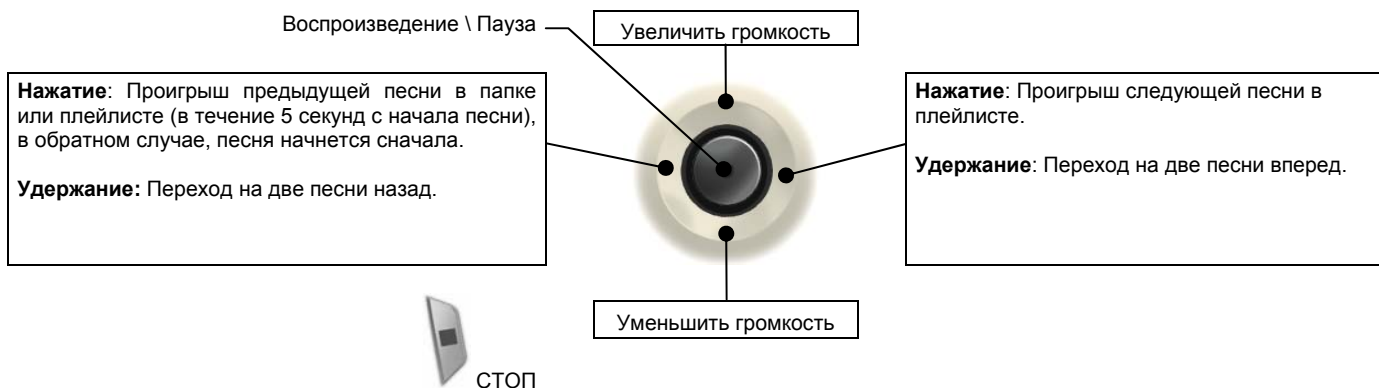 Воспроизведение \ Пауза
Увеличить громкость
Нажатие: Проигрыш предыдущей песни в папке
или плейлисте (в течение 5 секунд с начала песни),
в обратном случае, песня начнется сначала.
Удержание: Переход на две песни назад.
Нажатие: Проигрыш следующей песни в
плейлисте.
Удержание: Переход на две песни вперед.
Уменьшить громкость
СТОП